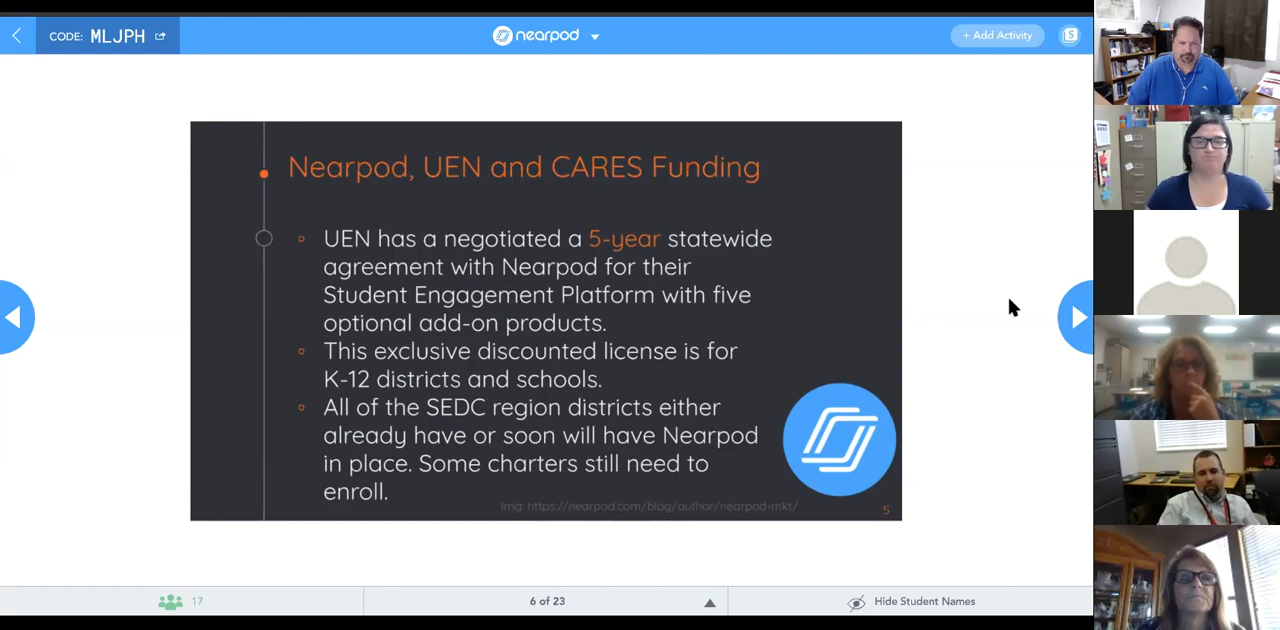 CODE: MLJPH
nearpod
+ Add Activity
S
Nearpod, UEN and CARES Funding
UEN has a negotiated a 5-year statewide
agreement with Nearpod for their
Student Engagement Platform with five
optional add-on products.
This exclusive discounted license is for
K-12 districts and schools.
All of the SEDC region districts either
already have or soon will have Nearpod
in place. Some charters still need to
enroll.
Img: https://nearpod.com/blog/author/nearpod-mkt/
5
17
6 of 23
Hide Student Names